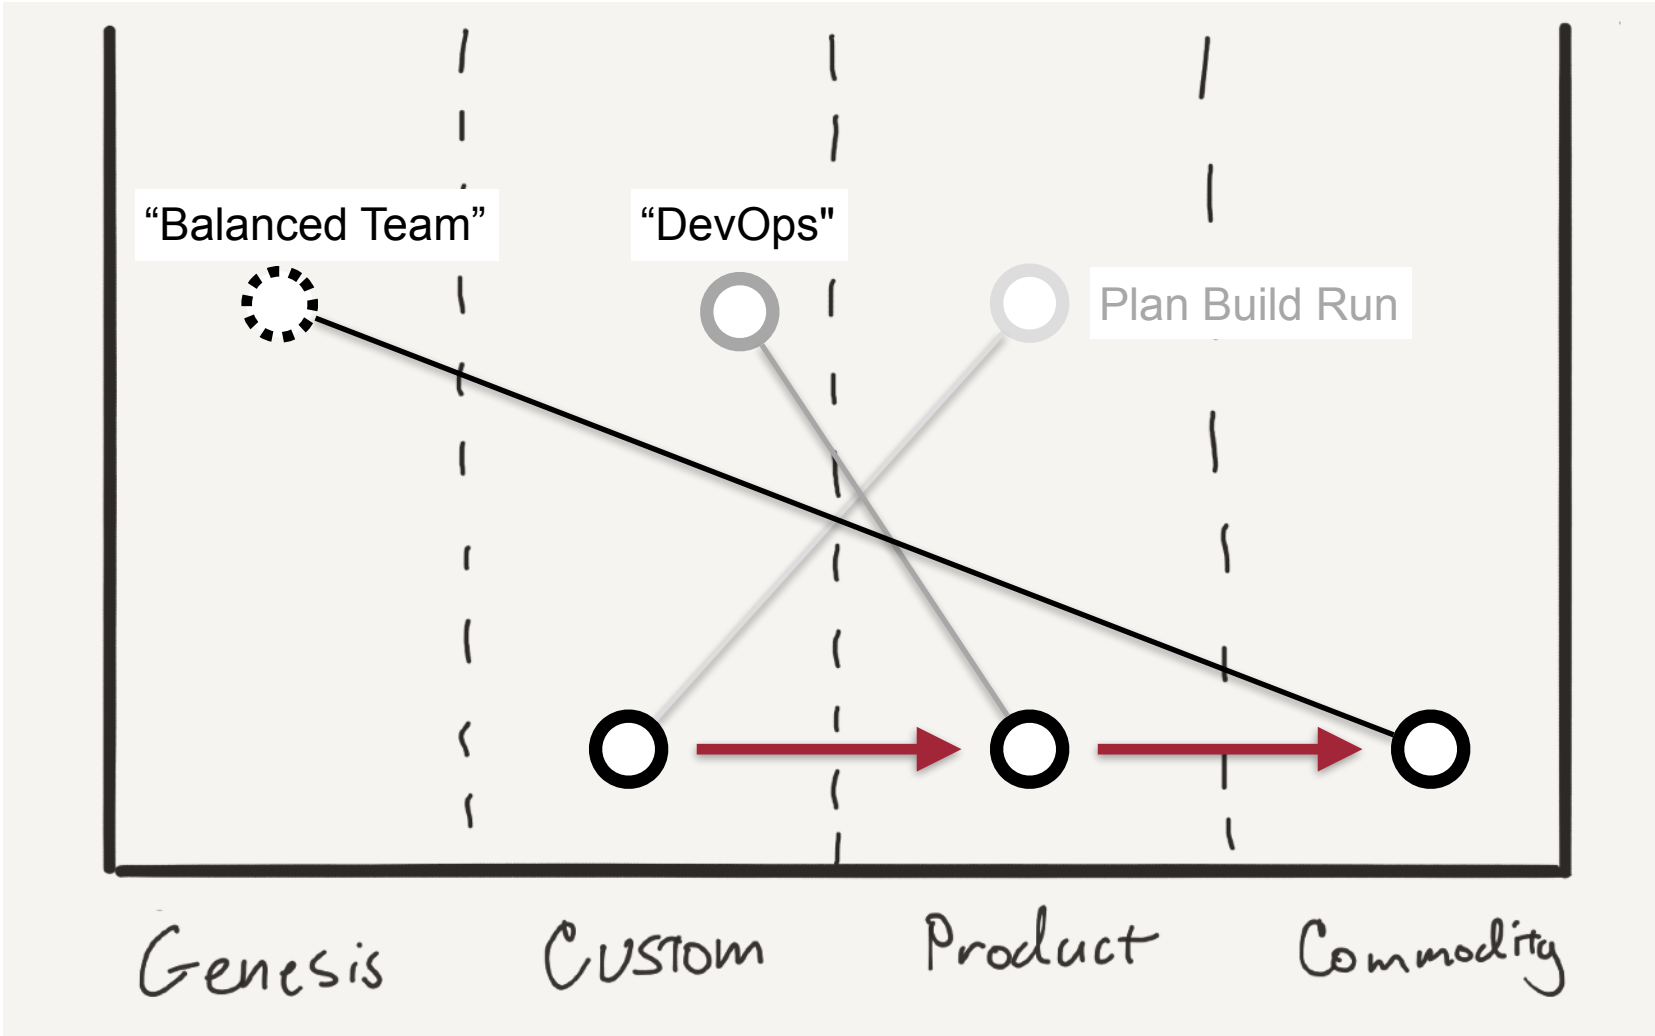 “Balanced Team”
“DevOps"
Plan Build Run
Genesis
Custom
Product
Commodity